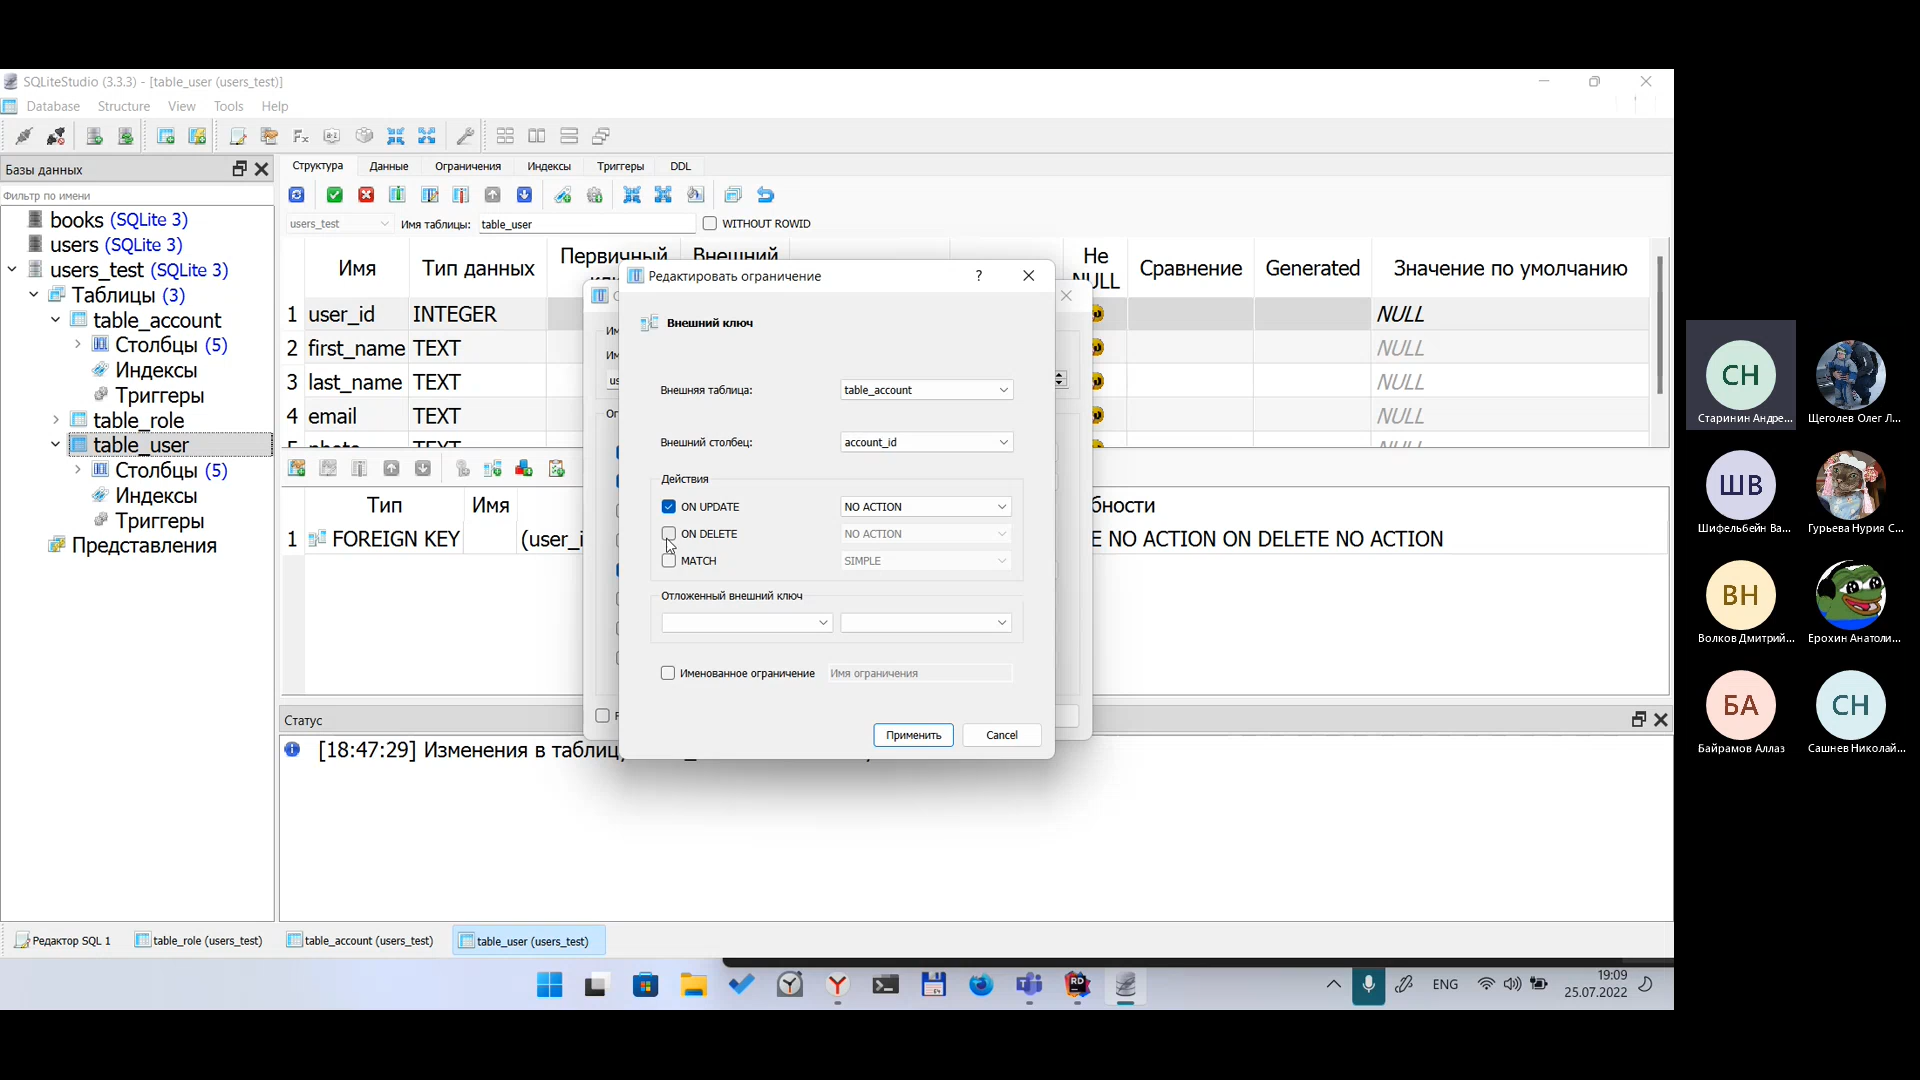 SQLiteStudio (3.3.3) - [table_user (users_test)]
Database Structure View Tools Help
Базы данных
Фильтр по имени
books (SQLite 3)
users (SQLite 3)
users_test (SQLite 3)
Таблицы (3)
table_account
Столбцы (5)
Индексы
Триггеры
table_role
table_user
Столбцы (5)
Индексы
Триггеры
Представления
Структура Данные Ограничения Индексы Триггеры DDL
users_test Имя таблицы: table_user WITHOUT ROWID
Имя Тип данных Первичный Внешний Не NULL Сравнение Generated Значение по умолчанию
1 user_id INTEGER NULL
2 first_name TEXT NULL
3 last_name TEXT NULL
4 email TEXT NULL
Тип Имя
1 FOREIGN KEY (user_i E NO ACTION ON DELETE NO ACTION
Редактировать ограничение
Внешний ключ
Внешняя таблица: table_account
Внешний столбец: account_id
Действия
ON UPDATE NO ACTION
ON DELETE NO ACTION
MATCH SIMPLE
Отложенный внешний ключ
Именованное ограничение Имя ограничения
Применить Cancel
Статус
[18:47:29] Изменения в таблиц
Редактор SQL 1 table_role (users_test) table_account (users_test) table_user (users_test)
ENG 19:09
25.07.2022
СН
Старинин Андре...
Щеголев Олег Л...
ШВ
Шифельбейн Ва...
Гурьева Нурия С...
ВН
Волков Дмитрий...
Ерохин Анатоли...
БА
Байрамов Аллаз
СН
Сашнев Николай...